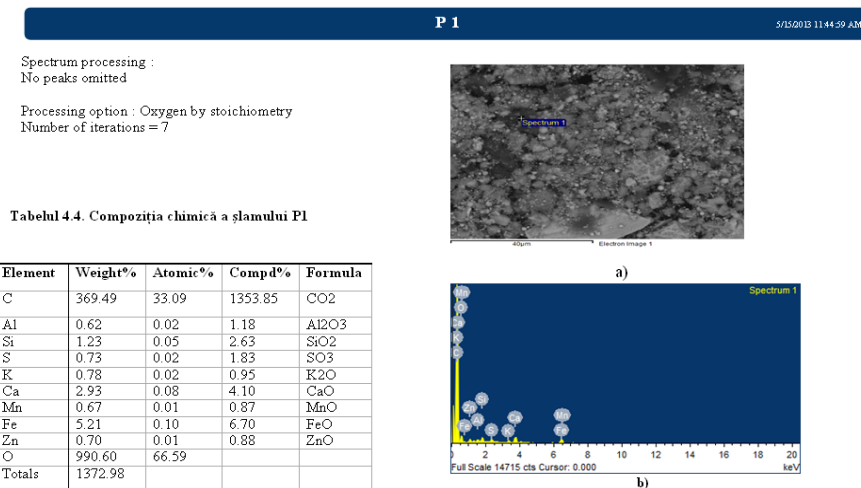 P 1
5/15/2013 11:44:59 AM
Spectrum processing :
No peaks omitted
Processing option : Oxygen by stoichiometry
Number of iterations = 7
Tabelul 4.4. Compoziția chimică a șlamului P1
Element Weight% Atomic% Compd% Formula
C 369.49 33.09 1353.85 CO2
Al 0.62 0.02 1.18 Al2O3
Si 1.23 0.05 2.63 SiO2
S 0.73 0.02 1.83 SO3
K 0.78 0.02 0.95 K2O
Ca 2.93 0.08 4.10 CaO
Mn 0.67 0.01 0.87 MnO
Fe 5.21 0.10 6.70 FeO
Zn 0.70 0.01 0.88 ZnO
O 990.60 66.59
Totals 1372.98
Spectrum 1
40µm Electron Image 1
a)
Spectrum 1
Mn
O
Ca
K
C
Si
Zn
Ca
Mn
Fe
Al
S
K
Fe
0 2 4 6 8 10 12 14 16 18 20
Full Scale 14715 cts Cursor: 0.000 keV
b)